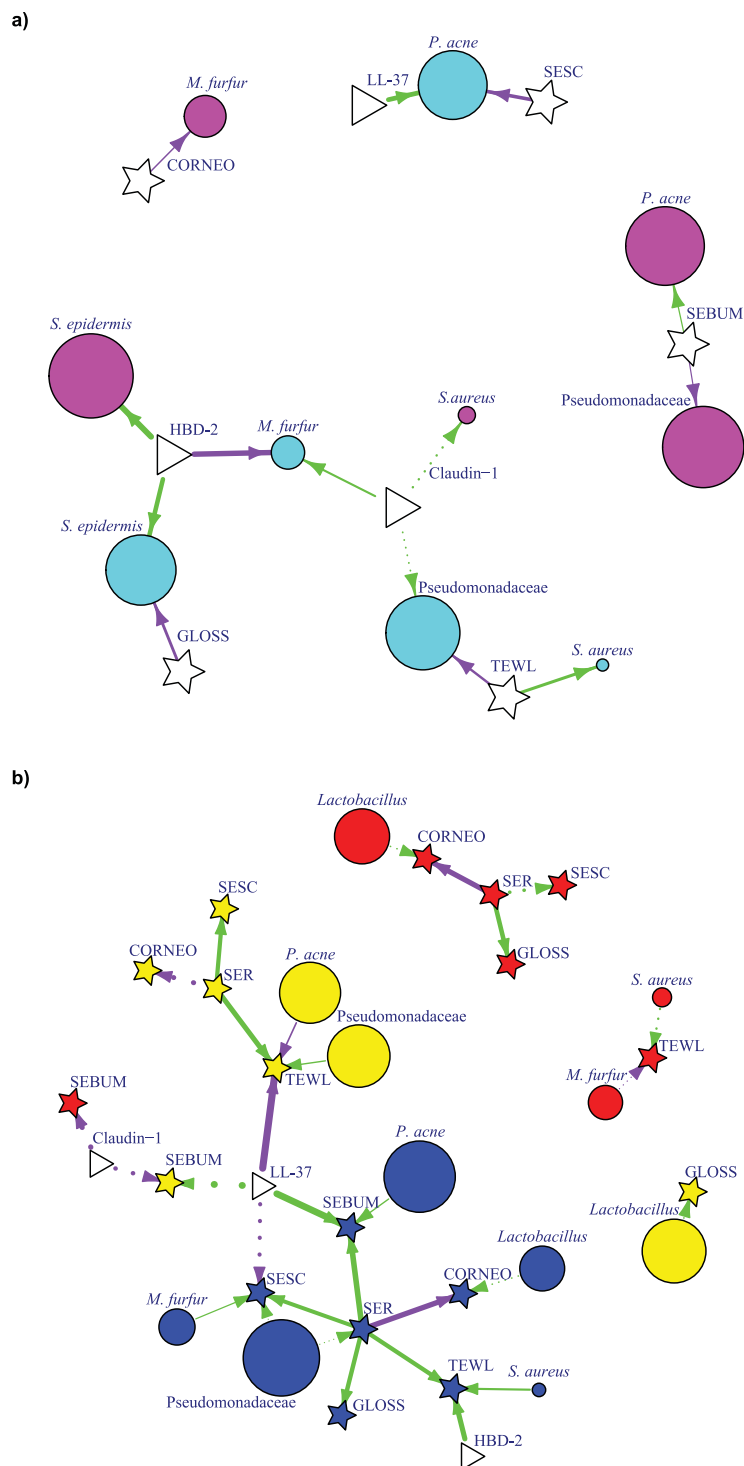 a)
P. acne
LL-37
SESC
M. furfur
CORNEO
P. acne
SEBUM
S. epidermis
Pseudomonadaceae
S.aureus
HBD-2
M. furfur
Claudin−1
S. epidermis
Pseudomonadaceae
GLOSS
TEWL
S. aureus
b)
Lactobacillus
CORNEO
SER
SESC
SESC
GLOSS
CORNEO
P. acne
SER
S. aureus
Pseudomonadaceae
TEWL
TEWL
M. furfur
SEBUM
P. acne
Claudin−1
SEBUM
LL-37
GLOSS
SEBUM
Lactobacillus
Lactobacillus
SESC
CORNEO
M. furfur
SER
TEWL
S. aureus
Pseudomonadaceae
GLOSS
HBD-2